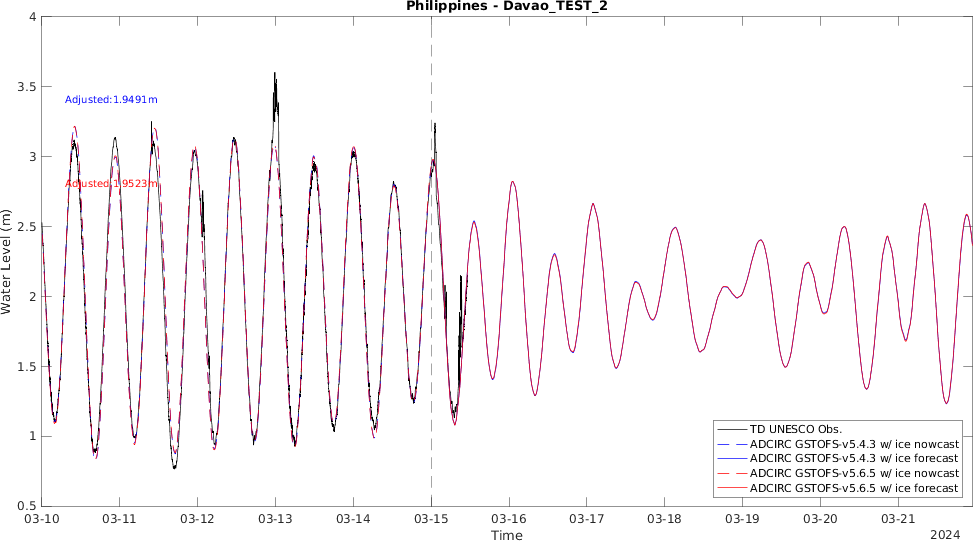 Philippines - Davao_TEST_2
4
3.5
3
2.5
2
1.5
1
0.5
Water Level (m)
Adjusted:1.9491m
Adjusted:1.9523m
TD UNESCO Obs.
ADCIRC GSTOFS-v5.4.3 w/ ice nowcast
ADCIRC GSTOFS-v5.4.3 w/ ice forecast
ADCIRC GSTOFS-v5.6.5 w/ ice nowcast
ADCIRC GSTOFS-v5.6.5 w/ ice forecast
03-10 03-11 03-12 03-13 03-14 03-15 03-16 03-17 03-18 03-19 03-20 03-21
Time
2024